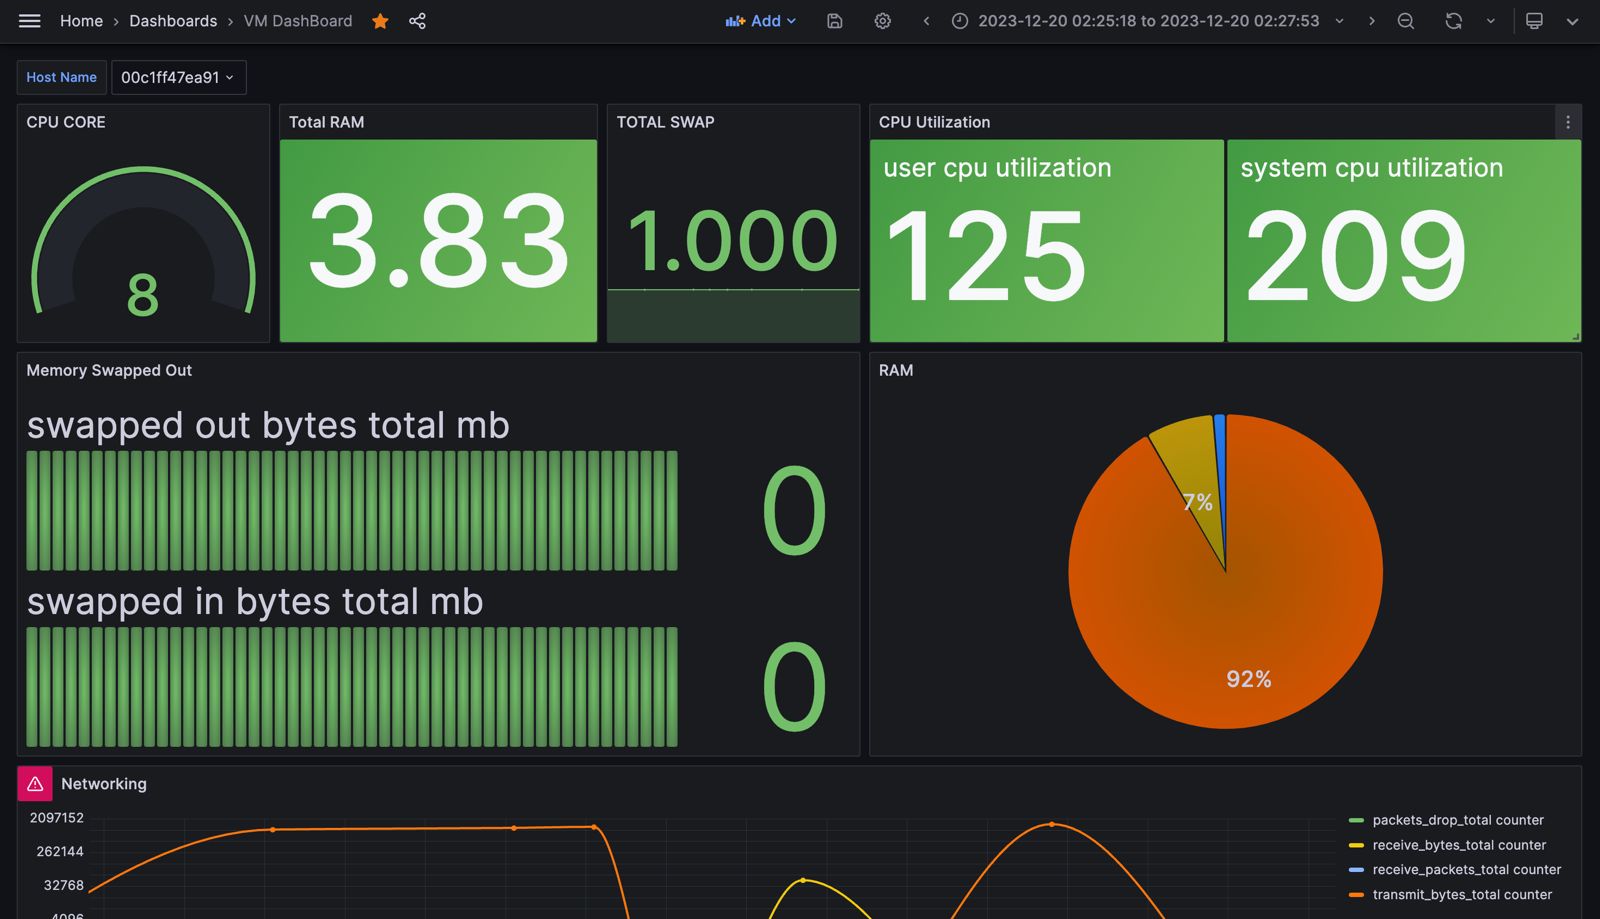 Home › Dashboards › VM DashBoard
Add
2023-12-20 02:25:18 to 2023-12-20 02:27:53
Host Name
00c1ff47ea91
CPU CORE
8
Total RAM
3.83
TOTAL SWAP
1.000
CPU Utilization
user cpu utilization
125
system cpu utilization
209
Memory Swapped Out
swapped out bytes total mb
0
swapped in bytes total mb
0
RAM
7%
92%
Networking
2097152
262144
32768
4096
packets_drop_total counter
receive_bytes_total counter
receive_packets_total counter
transmit_bytes_total counter